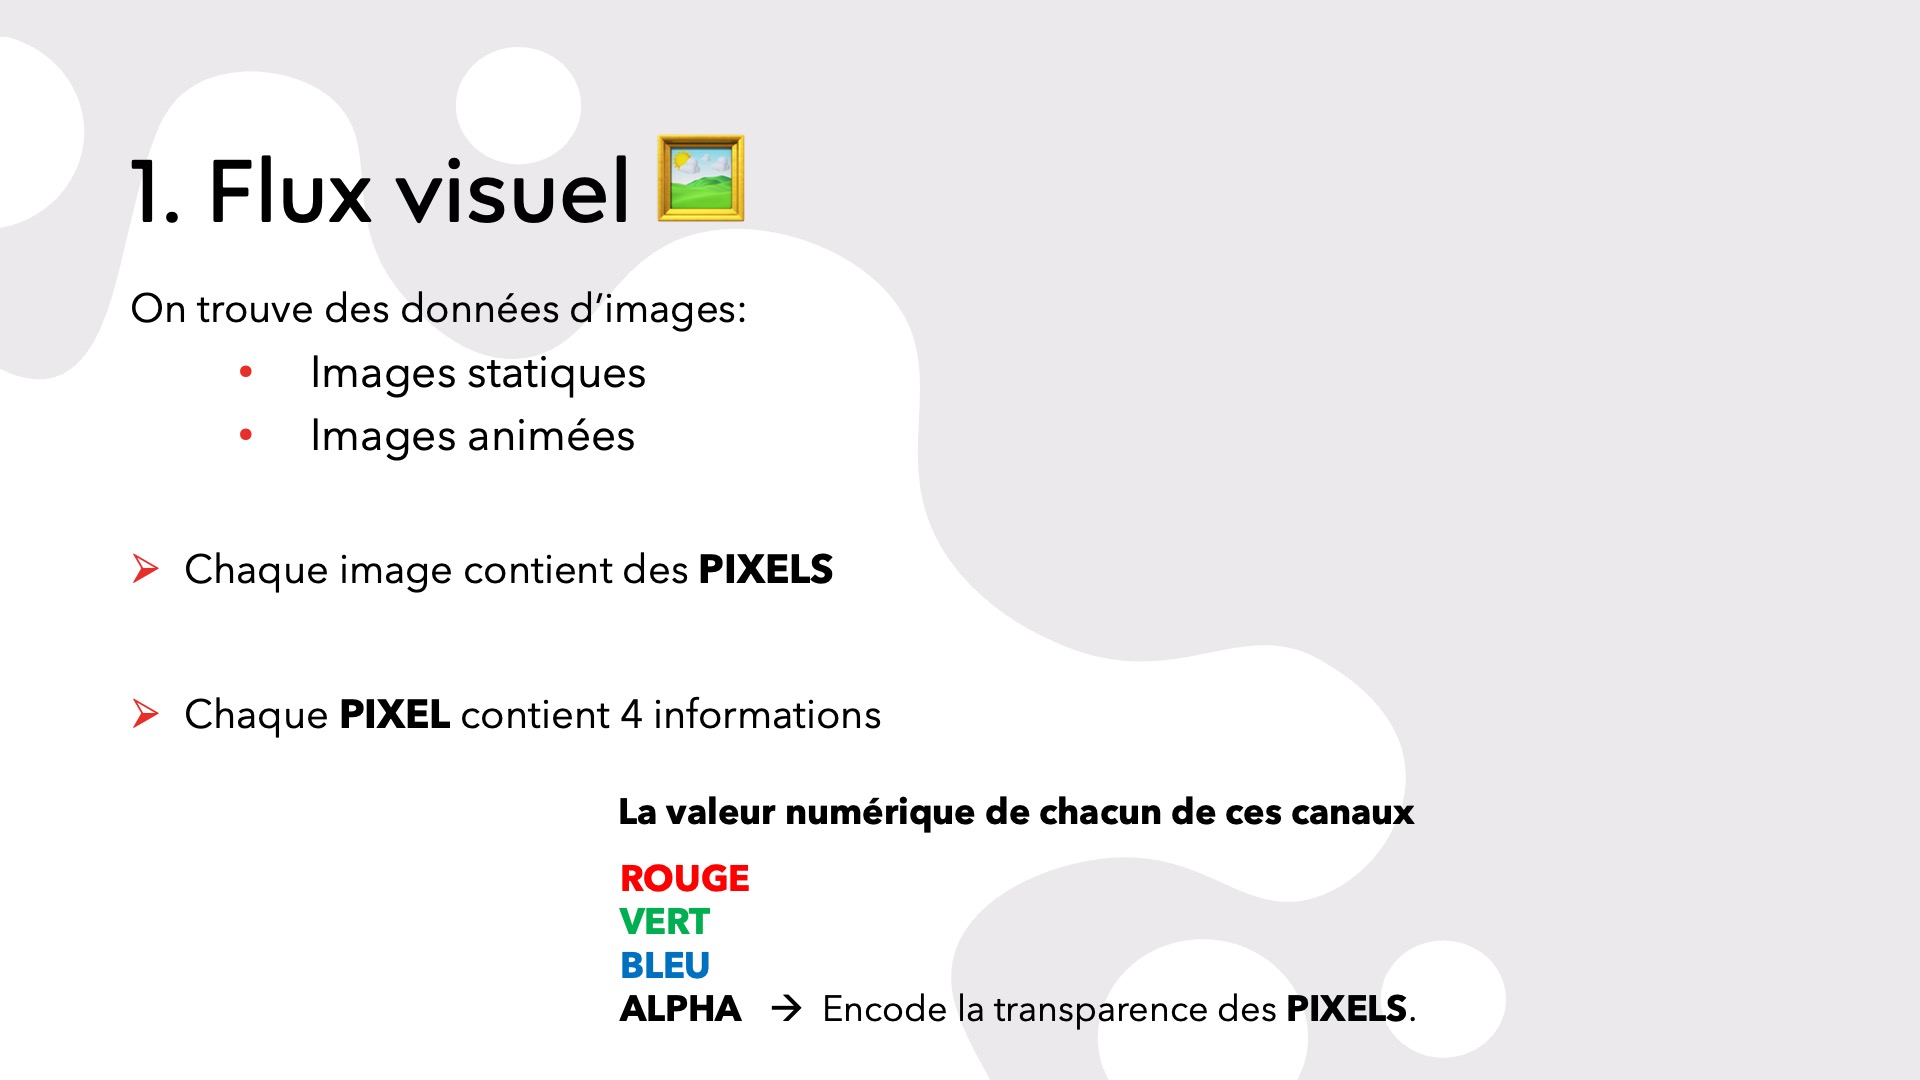 1. Flux visuel
On trouve des données d’images:
• Images statiques
• Images animées
➢ Chaque image contient des PIXELS
➢ Chaque PIXEL contient 4 informations
La valeur numérique de chacun de ces canaux
ROUGE
VERT
BLEU
ALPHA → Encode la transparence des PIXELS.